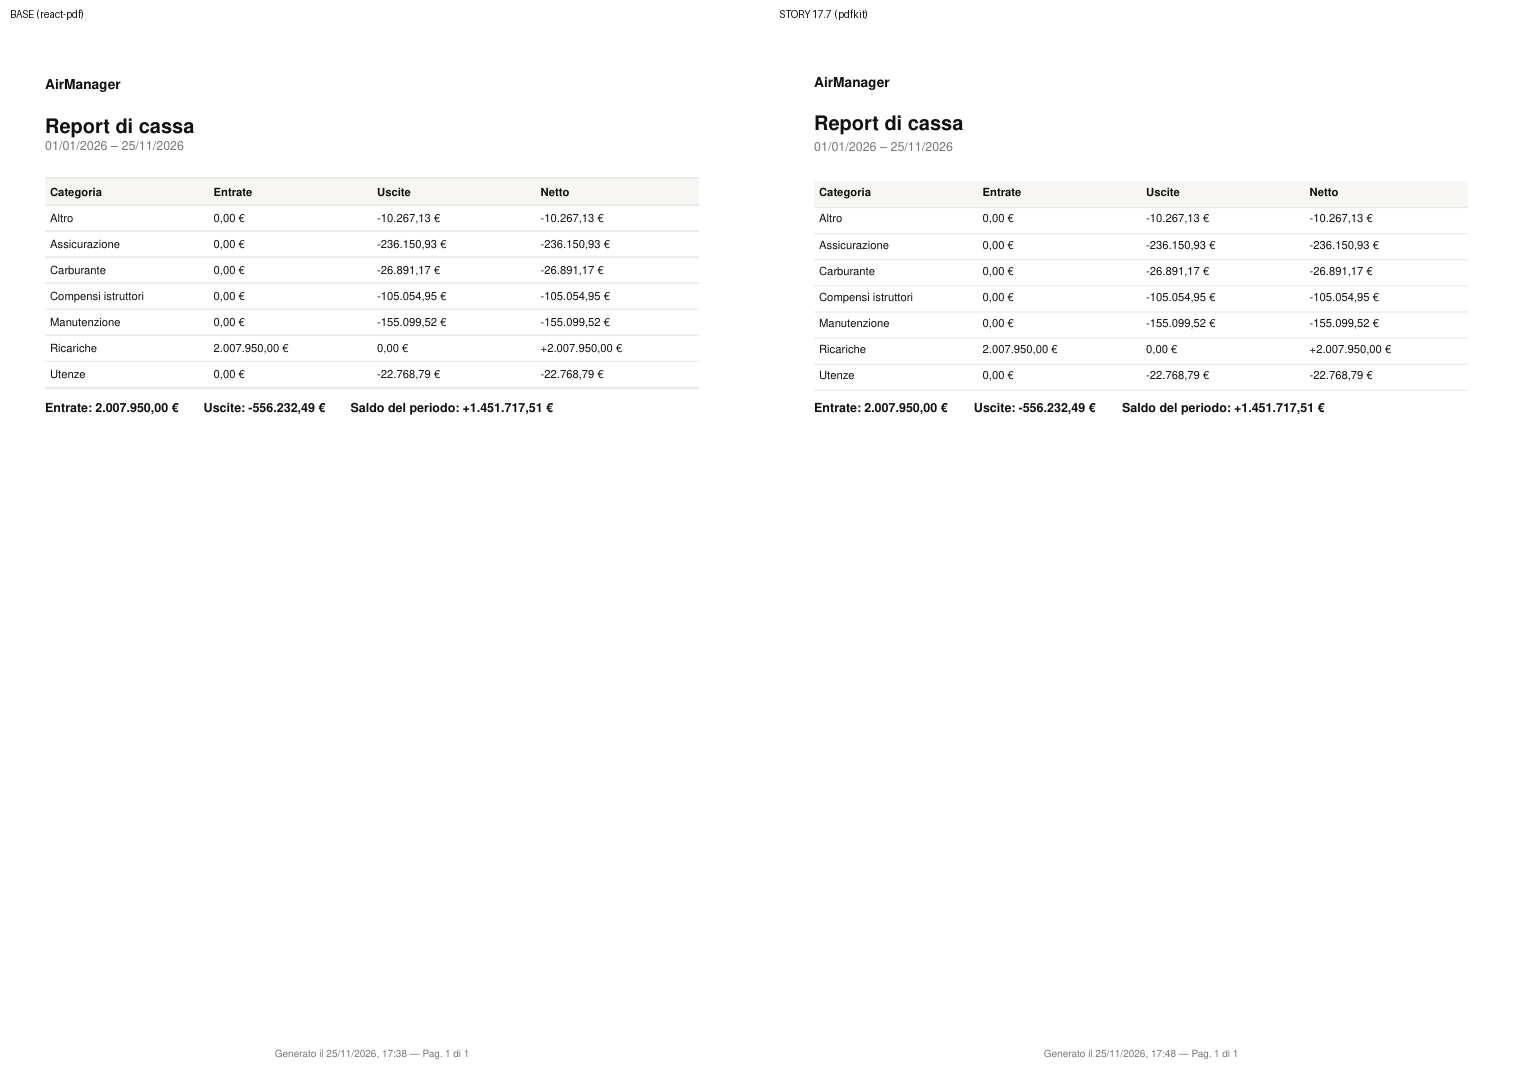 BASE (react-pdf)
AirManager
Report di cassa
01/01/2026 – 25/11/2026
Categoria Entrate Uscite Netto
Altro 0,00 € -10.267,13 € -10.267,13 €
Assicurazione 0,00 € -236.150,93 € -236.150,93 €
Carburante 0,00 € -26.891,17 € -26.891,17 €
Compensi istruttori 0,00 € -105.054,95 € -105.054,95 €
Manutenzione 0,00 € -155.099,52 € -155.099,52 €
Ricariche 2.007.950,00 € 0,00 € +2.007.950,00 €
Utenze 0,00 € -22.768,79 € -22.768,79 €
Entrate: 2.007.950,00 € Uscite: -556.232,49 € Saldo del periodo: +1.451.717,51 €
Generato il 25/11/2026, 17:38 — Pag. 1 di 1
STORY 17.7 (pdfkit)
AirManager
Report di cassa
01/01/2026 – 25/11/2026
Categoria Entrate Uscite Netto
Altro 0,00 € -10.267,13 € -10.267,13 €
Assicurazione 0,00 € -236.150,93 € -236.150,93 €
Carburante 0,00 € -26.891,17 € -26.891,17 €
Compensi istruttori 0,00 € -105.054,95 € -105.054,95 €
Manutenzione 0,00 € -155.099,52 € -155.099,52 €
Ricariche 2.007.950,00 € 0,00 € +2.007.950,00 €
Utenze 0,00 € -22.768,79 € -22.768,79 €
Entrate: 2.007.950,00 € Uscite: -556.232,49 € Saldo del periodo: +1.451.717,51 €
Generato il 25/11/2026, 17:48 — Pag. 1 di 1